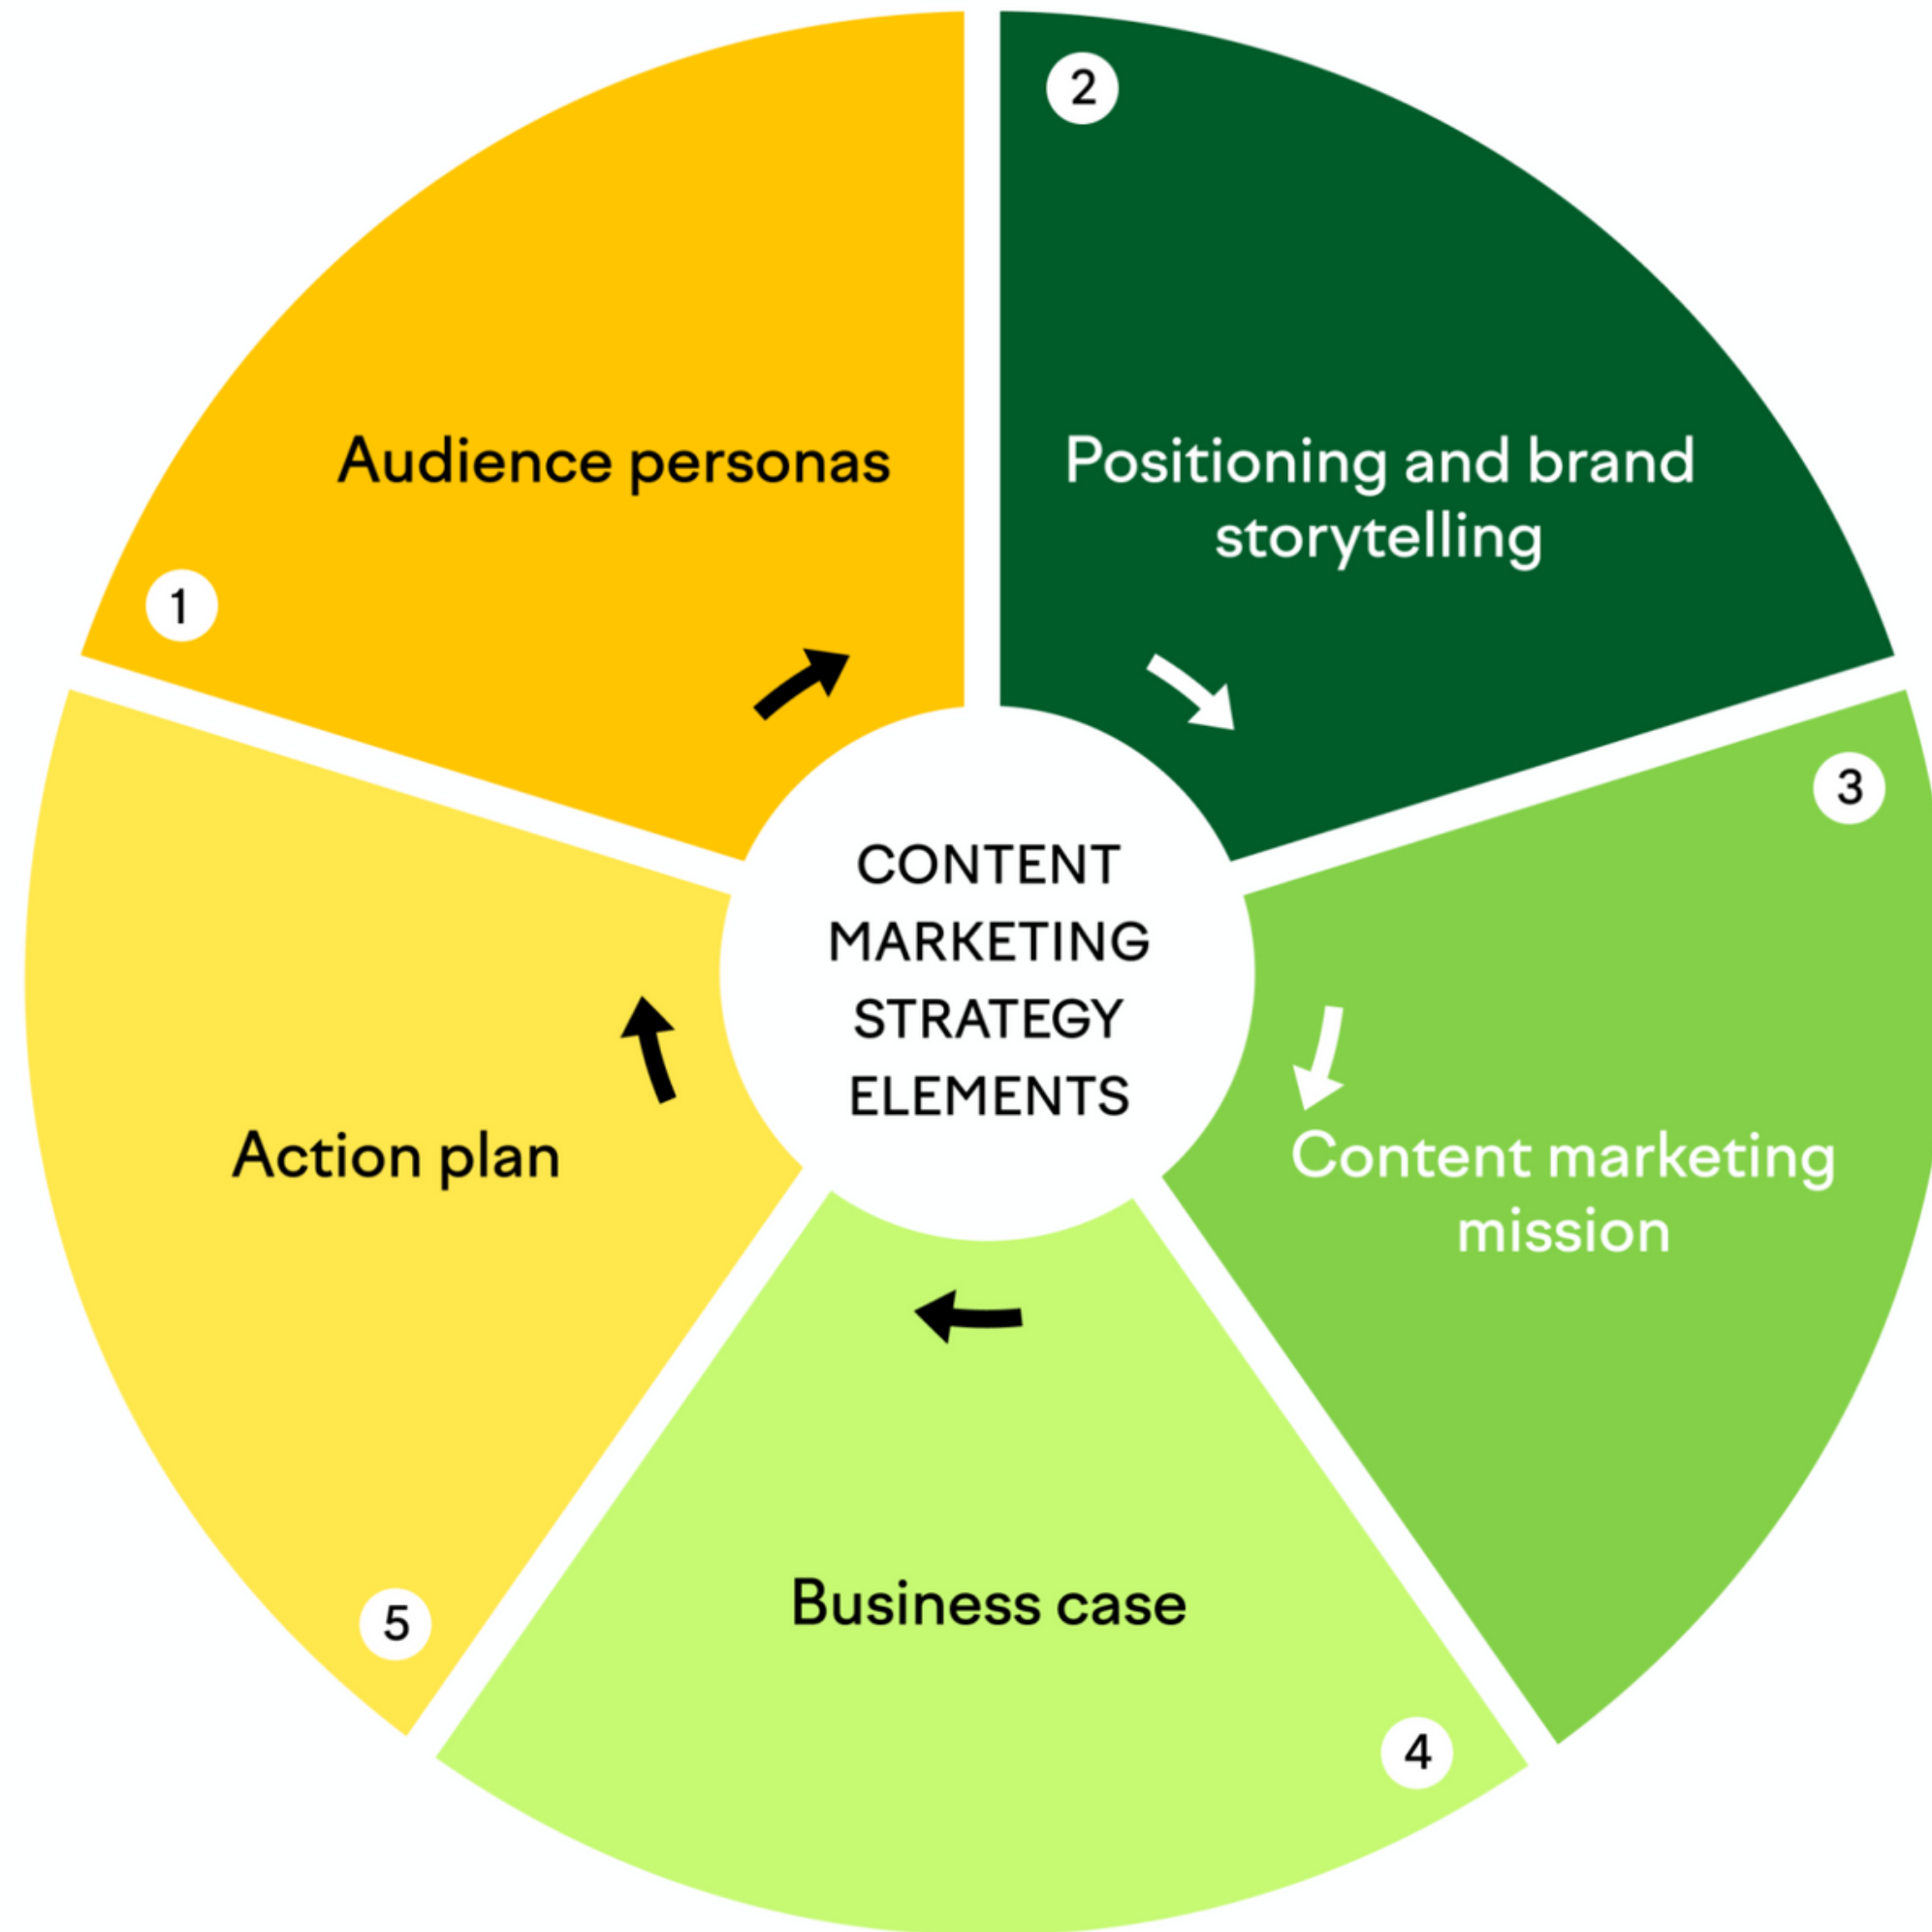 1
Audience personas
2
Positioning and brand
storytelling
3
Content marketing
mission
4
Business case
5
Action plan
CONTENT
MARKETING
STRATEGY
ELEMENTS